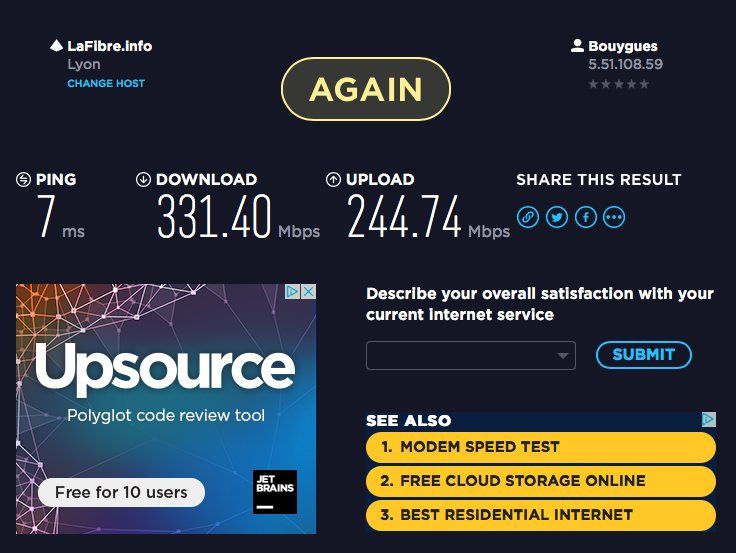 LaFibre.info
Lyon
CHANGE HOST
AGAIN
Bouygues
5.51.108.59
PING
7 ms
DOWNLOAD
331.40 Mbps
UPLOAD
244.74 Mbps
SHARE THIS RESULT
Upsource
Polyglot code review tool
Free for 10 users
JET
BRAINS
Describe your overall satisfaction with your
current internet service
SUBMIT
SEE ALSO
1. MODEM SPEED TEST
2. FREE CLOUD STORAGE ONLINE
3. BEST RESIDENTIAL INTERNET